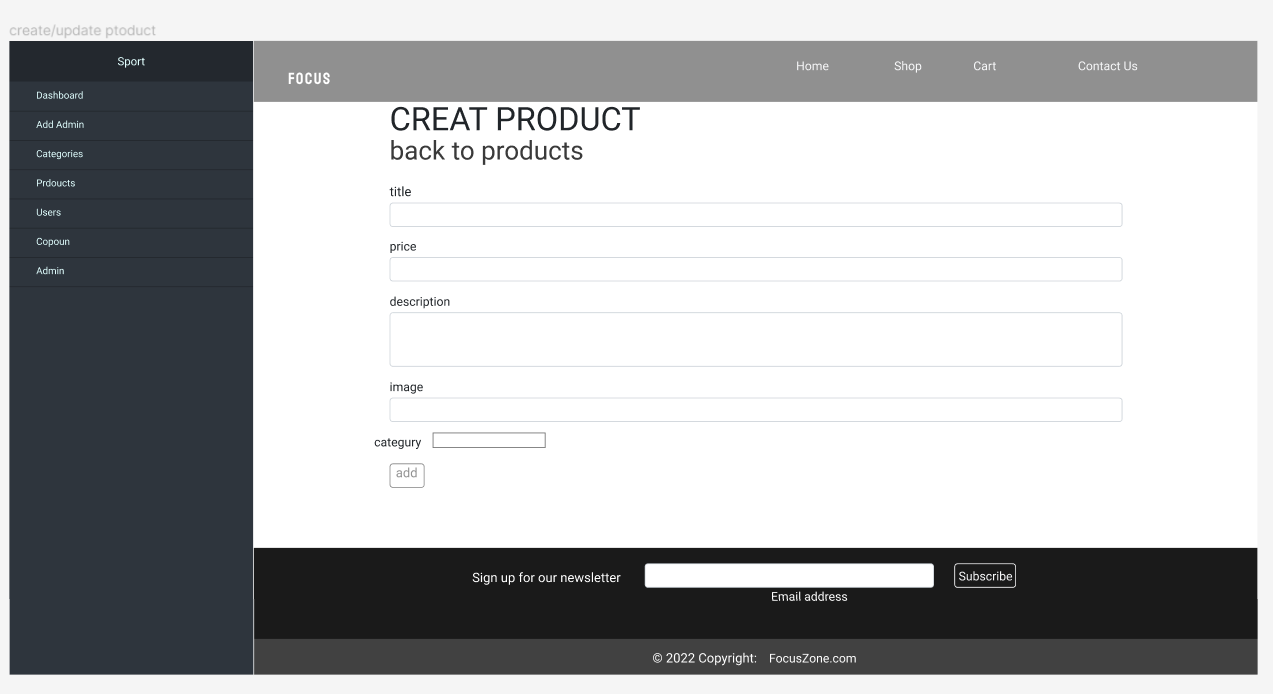 create/update ptoduct
Sport
Dashboard
Add Admin
Categories
Prdoucts
Users
Copoun
Admin
FOCUS
Home Shop Cart Contact Us
CREAT PRODUCT
back to products
title
price
description
image
categury
add
Sign up for our newsletter
Subscribe
Email address
© 2022 Copyright: FocusZone.com